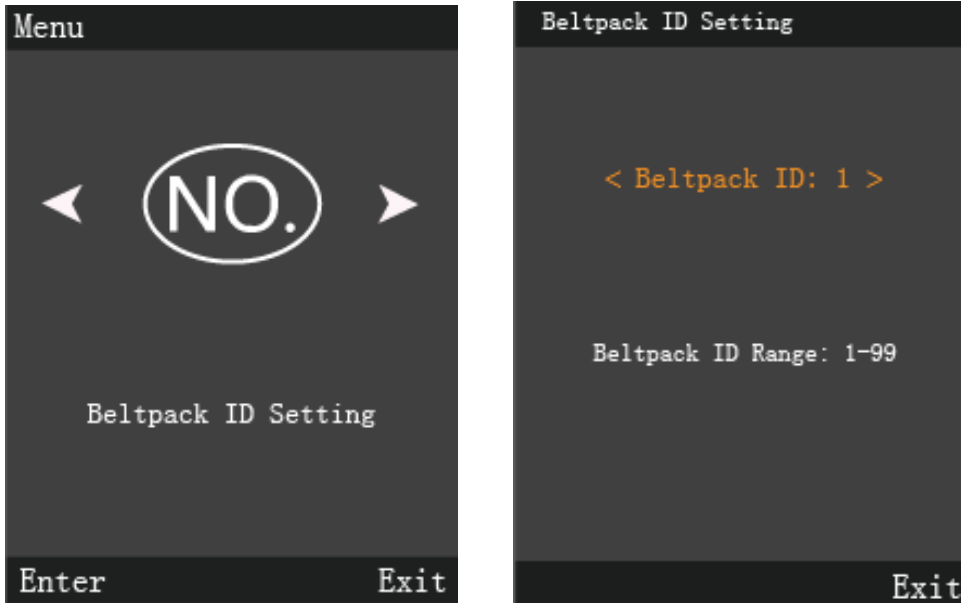 Menu
NO.
Beltpack ID Setting
Enter Exit
Beltpack ID Setting
< Beltpack ID: 1 >
Beltpack ID Range: 1-99
Exit